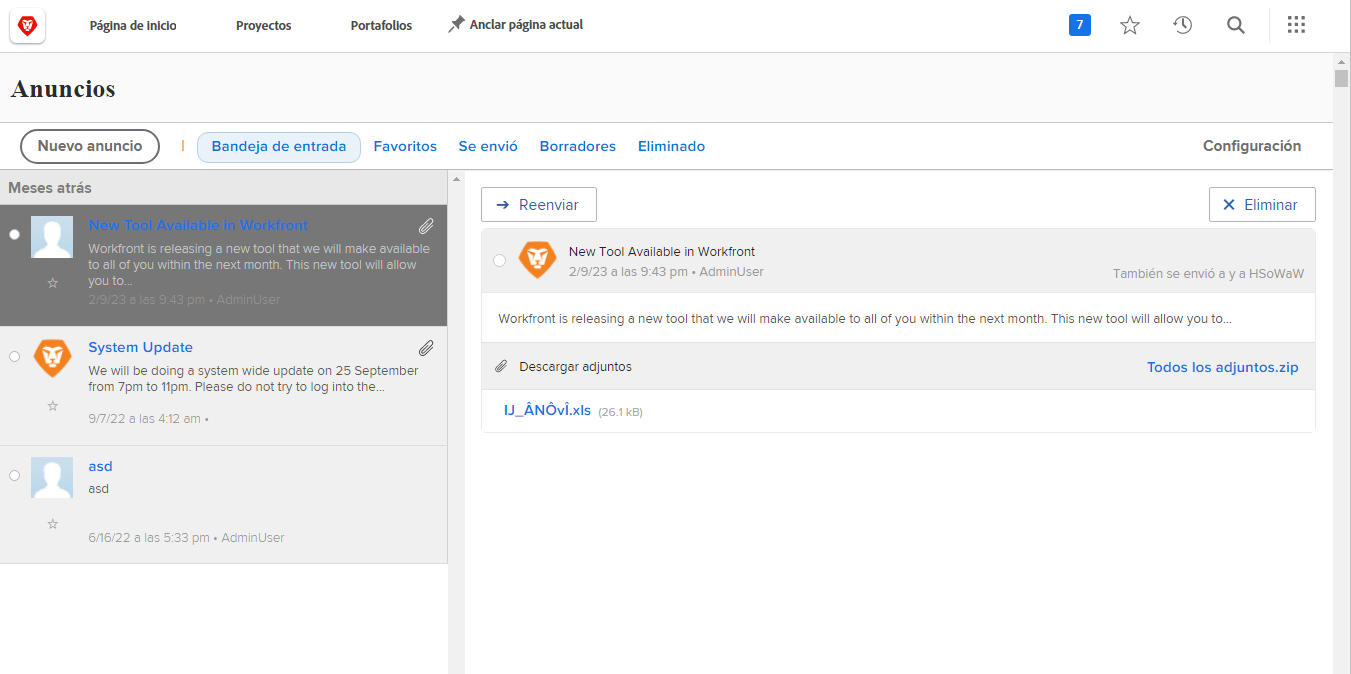 Página de inicio
Proyectos
Portafolios
Anclar página actual
7
Anuncios
Nuevo anuncio
Bandeja de entrada
Favoritos
Se envió
Borradores
Eliminado
Configuración
Meses atrás
New Tool Available in Workfront
Workfront is releasing a new tool that we will make available
to all of you within the next month. This new tool will allow
you to...
2/9/23 a las 9:43 pm • AdminUser
System Update
We will be doing a system wide update on 25 September
from 7pm to 11pm. Please do not try to log into the...
9/7/22 a las 4:12 am •
asd
asd
6/16/22 a las 5:33 pm • AdminUser
Reenviar
Eliminar
New Tool Available in Workfront
2/9/23 a las 9:43 pm • AdminUser
También se envió a y a HSoWaW
Workfront is releasing a new tool that we will make available to all of you within the next month. This new tool will allow you to...
Descargar adjuntos
Todos los adjuntos.zip
IJ_ÂNÔvÎ.xls (26.1 kB)